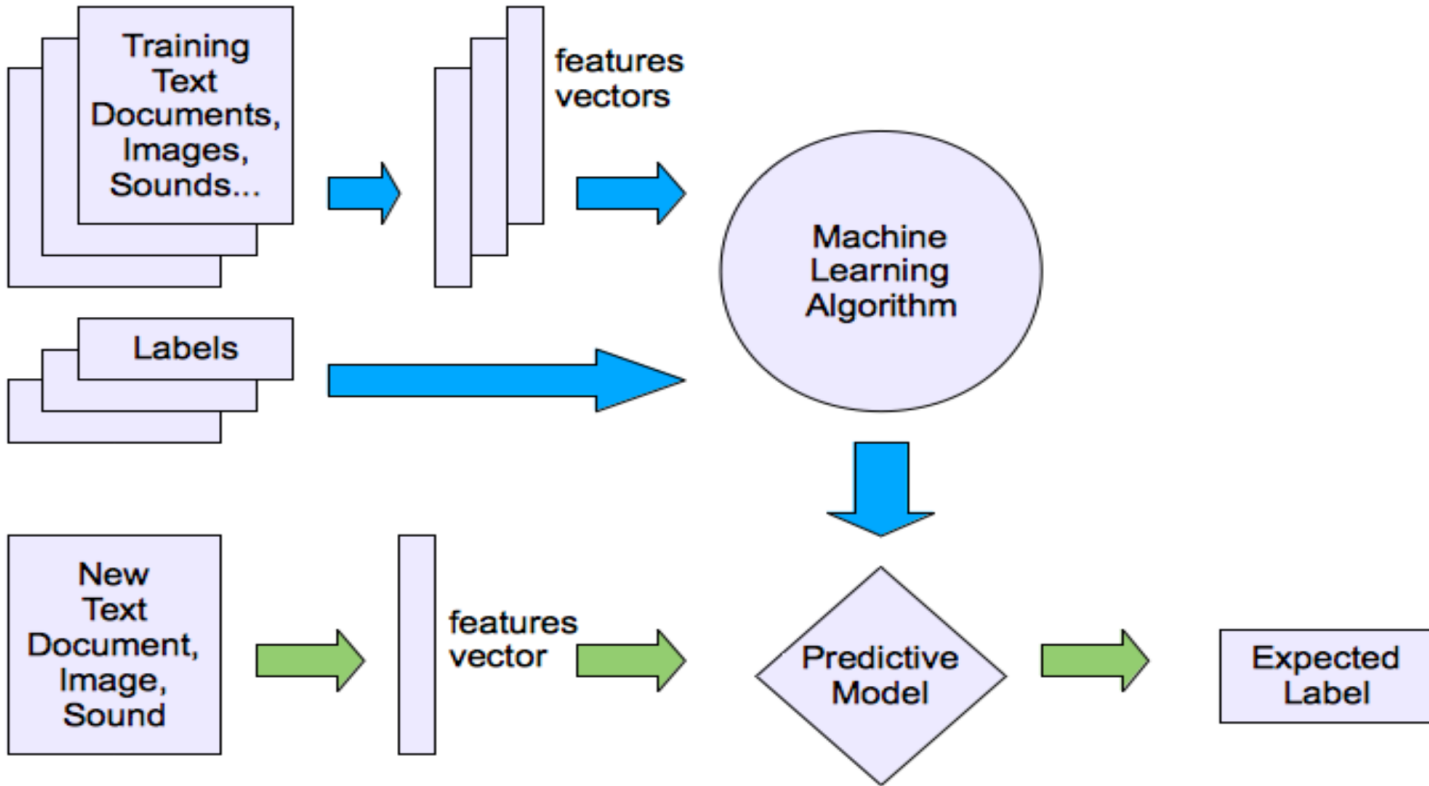 Training
Text
Documents,
Images,
Sounds...
features
vectors
Machine
Learning
Algorithm
Labels
New
Text
Document,
Image,
Sound
features
vector
Predictive
Model
Expected
Label